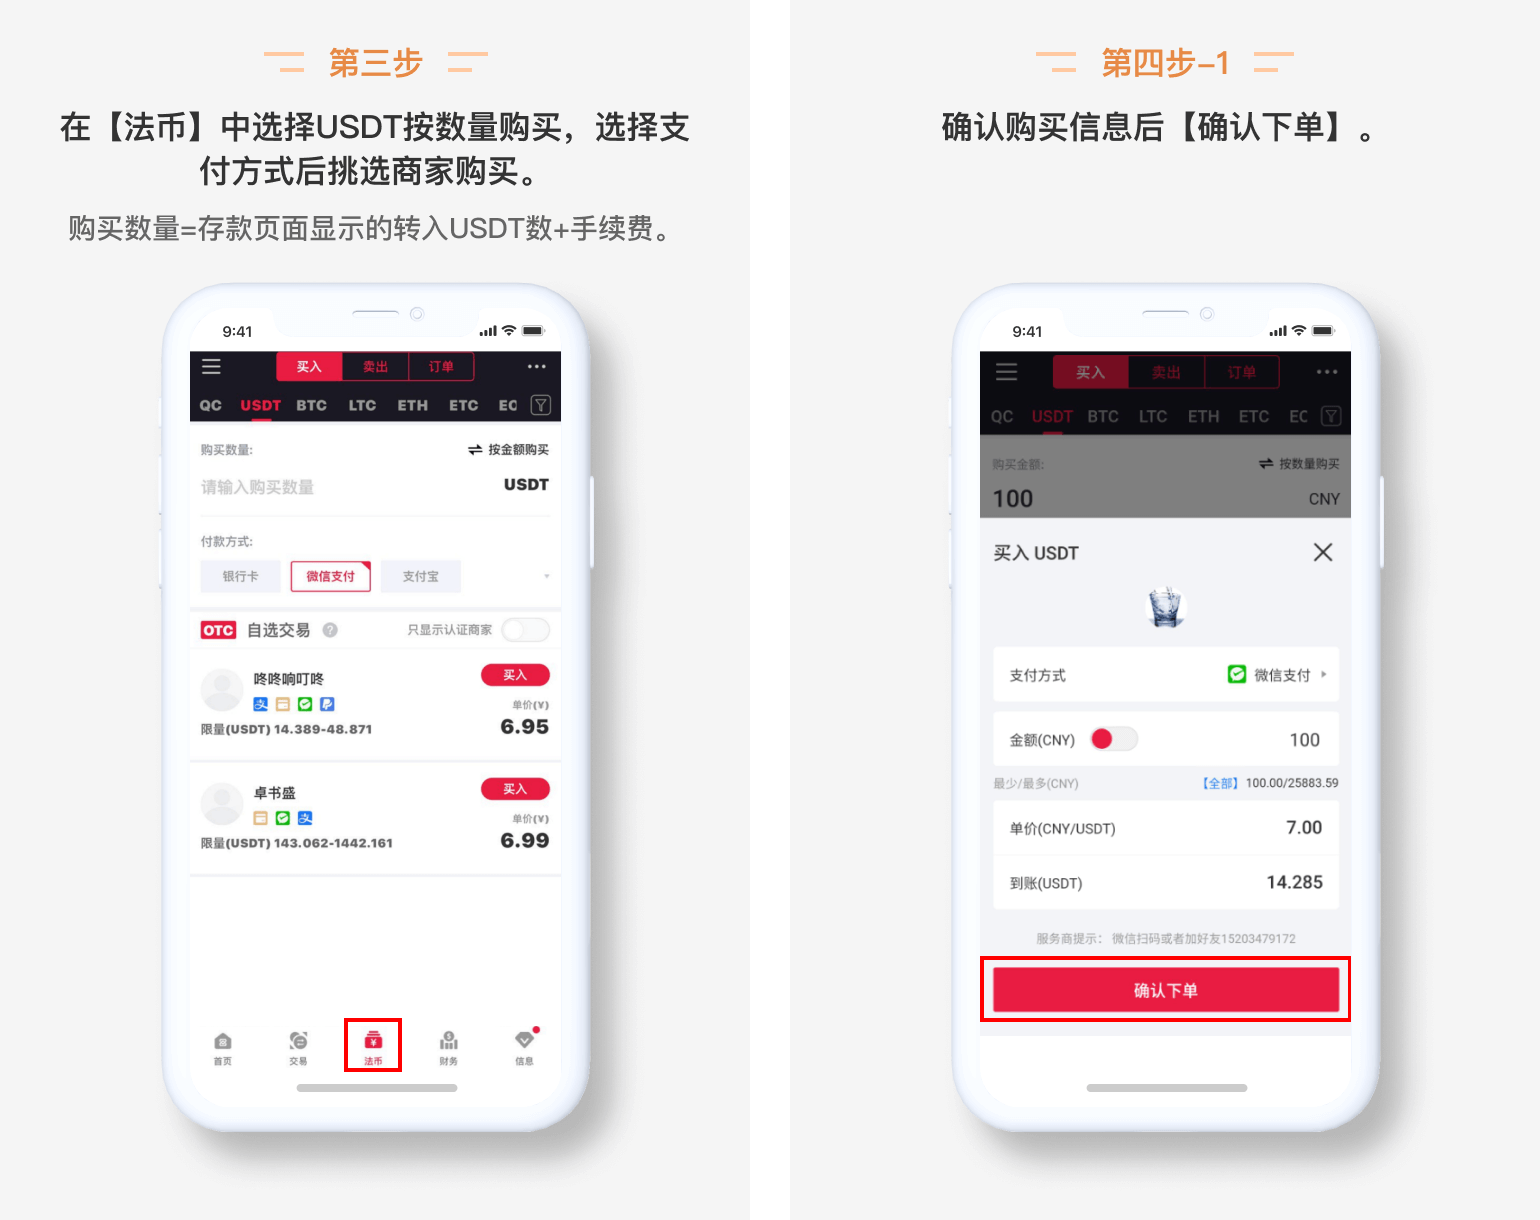 第三步
在【法币】中选择USDT按数量购买，选择支
付方式后挑选商家购买。
购买数量=存款页面显示的转入USDT数+手续费。
9:41
买入 卖出 订单
QC USDT BTC LTC ETH ETC EC
购买数量: 按金额购买
请输入购买数量 USDT
付款方式:
银行卡 微信支付 支付宝
OTC 自选交易 ? 只显示认证商家
咚咚响叮咚 买入
支 单价(¥)
限量(USDT) 14.389-48.871 6.95
卓书盛 买入
支 单价(¥)
限量(USDT) 143.062-1442.161 6.99
首页 交易 法币 财务 信息
第四步-1
确认购买信息后【确认下单】。
9:41
买入 卖出 订单
QC USDT BTC LTC ETH ETC EC
购买金额: 按数量购买
100 CNY
买入 USDT
支付方式 微信支付
金额(CNY) 100
最少/最多(CNY) 【全部】 100.00/25883.59
单价(CNY/USDT) 7.00
到账(USDT) 14.285
服务商提示： 微信扫码或者加好友15203479172
确认下单